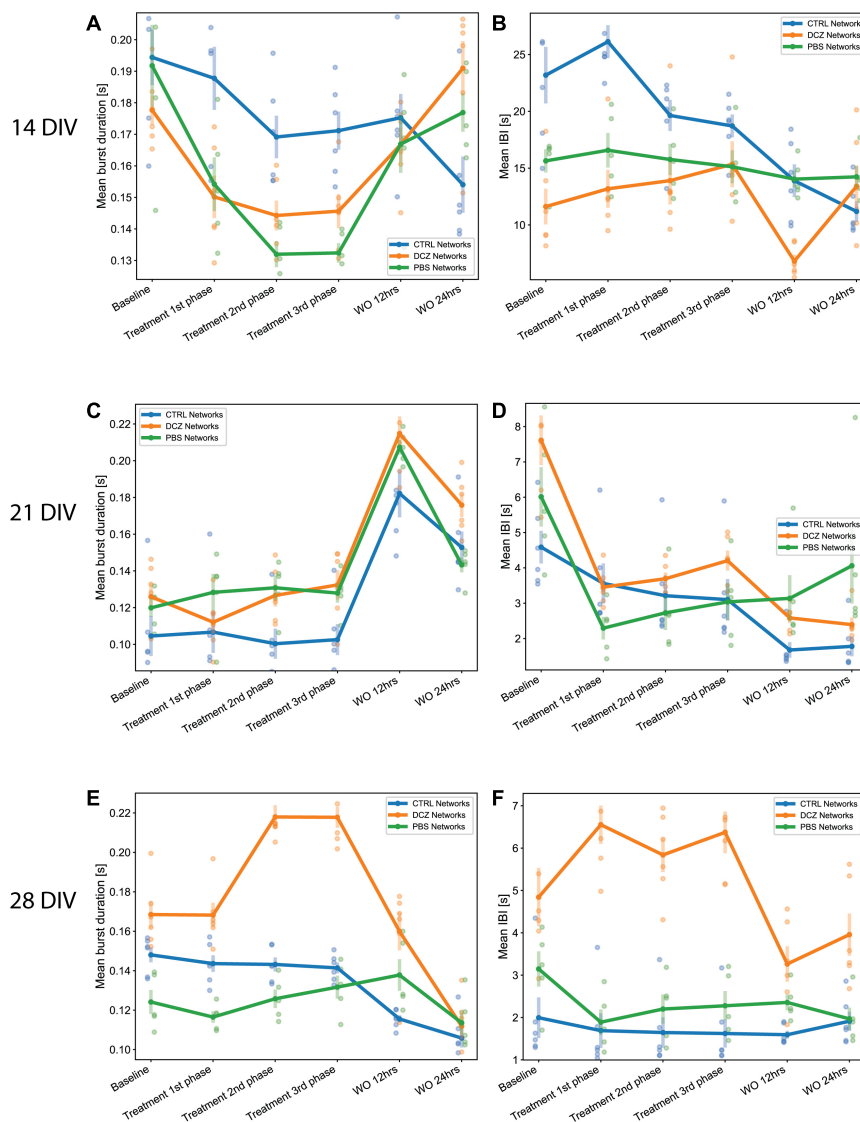 14 DIV
A
Mean burst duration [s]
0.20
0.19
0.18
0.17
0.16
0.15
0.14
0.13
CTRL Networks
DCZ Networks
PBS Networks
Baseline
Treatment 1st phase
Treatment 2nd phase
Treatment 3rd phase
WO 12hrs
WO 24hrs
B
Mean IBI [s]
25
20
15
10
CTRL Networks
DCZ Networks
PBS Networks
Baseline
Treatment 1st phase
Treatment 2nd phase
Treatment 3rd phase
WO 12hrs
WO 24hrs
21 DIV
C
Mean burst duration [s]
0.22
0.20
0.18
0.16
0.14
0.12
0.10
CTRL Networks
DCZ Networks
PBS Networks
Baseline
Treatment 1st phase
Treatment 2nd phase
Treatment 3rd phase
WO 12hrs
WO 24hrs
D
Mean IBI [s]
8
7
6
5
4
3
2
CTRL Networks
DCZ Networks
PBS Networks
Baseline
Treatment 1st phase
Treatment 2nd phase
Treatment 3rd phase
WO 12hrs
WO 24hrs
28 DIV
E
Mean burst duration [s]
0.22
0.20
0.18
0.16
0.14
0.12
0.10
CTRL Networks
DCZ Networks
PBS Networks
Baseline
Treatment 1st phase
Treatment 2nd phase
Treatment 3rd phase
WO 12hrs
WO 24hrs
F
Mean IBI [s]
7
6
5
4
3
2
1
CTRL Networks
DCZ Networks
PBS Networks
Baseline
Treatment 1st phase
Treatment 2nd phase
Treatment 3rd phase
WO 12hrs
WO 24hrs